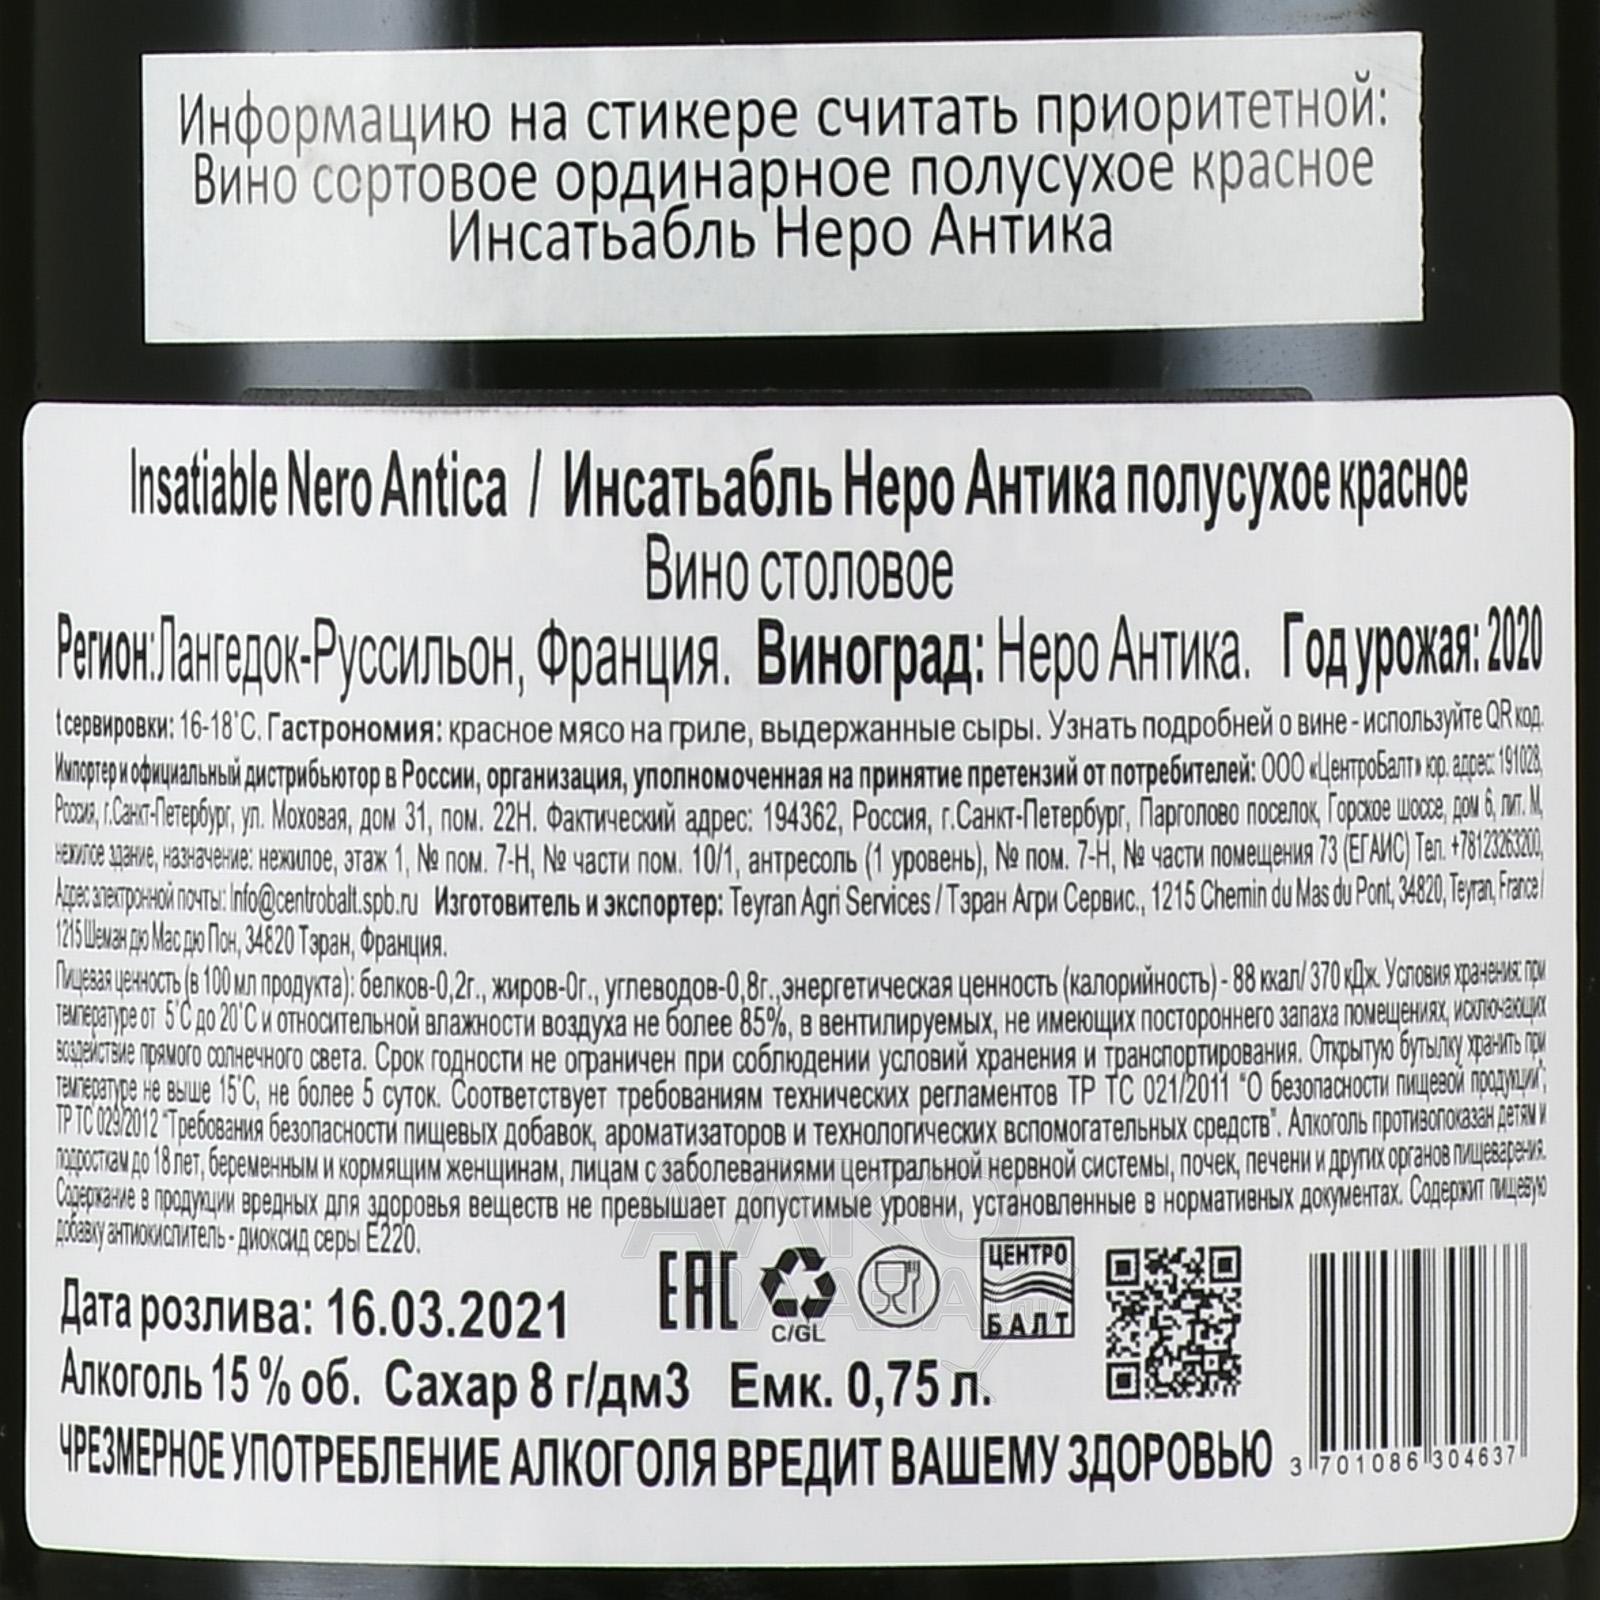 Информацию на стикере считать приоритетной:
Вино сортовое ординарное полусухое красное
Инсатьабль Неро Антика
Insatiable Nero Antica / Инсатьабль Неро Антика полусухое красное
Вино столовое
Регион:Лангедок-Руссильон, Франция. Виноград: Неро Антика. Год урожая: 2020
t сервировки: 16-18°С. Гастрономия: красное мясо на гриле, выдержанные сыры. Узнать подробней о вине - используйте QR код.
Импортер и официальный дистрибьютор в России, организация, уполномоченная на принятие претензий от потребителей: ООО «ЦентроБалт» юр. адрес: 191028,
Россия, г.Санкт-Петербург, ул. Моховая, дом 31, пом. 22Н. Фактический адрес: 194362, Россия, г.Санкт-Петербург, Парголово поселок, Горское шоссе, дом 6, лит. М,
нежилое здание, назначение: нежилое, этаж 1, № пом. 7-Н, № части пом. 10/1, антресоль (1 уровень), № пом. 7-Н, № части помещения 73 (ЕГАИС) Тел. +78123263200,
Адрес электронной почты: Info@centrobalt.spb.ru Изготовитель и экспортер: Teyran Agri Services / Тэран Агри Сервис., 1215 Chemin du Mas du Pont, 34820, Teyran, France /
1215 Шеман дю Мас дю Пон, 34820 Тэран, Франция.
Пищевая ценность (в 100 мл продукта): белков-0,2г., жиров-0г., углеводов-0,8г.,энергетическая ценность (калорийность) - 88 ккал/ 370 кДж. Условия хранения: при
температуре от 5°С до 20°С и относительной влажности воздуха не более 85%, в вентилируемых, не имеющих постороннего запаха помещениях, исключающих
воздействие прямого солнечного света. Срок годности не ограничен при соблюдении условий хранения и транспортирования. Открытую бутылку хранить при
температуре не выше 15°С, не более 5 суток. Соответствует требованиям технических регламентов ТР ТС 021/2011 "О безопасности пищевой продукции";
ТР ТС 029/2012 "Требования безопасности пищевых добавок, ароматизаторов и технологических вспомогательных средств". Алкоголь противопоказан детям и
подросткам до 18 лет, беременным и кормящим женщинам, лицам с заболеваниями центральной нервной системы, почек, печени и других органов пищеварения.
Содержание в продукции вредных для здоровья веществ не превышает допустимые уровни, установленные в нормативных документах. Содержит пищевую
добавку антиокислитель - диоксид серы Е220.
Дата розлива: 16.03.2021
ЕАС
C/GL
ЦЕНТРО
БАЛТ
Алкоголь 15 % об. Сахар 8 г/дм3 Емк. 0,75 л.
ЧРЕЗМЕРНОЕ УПОТРЕБЛЕНИЕ АЛКОГОЛЯ ВРЕДИТ ВАШЕМУ ЗДОРОВЬЮ
3 701086 304637